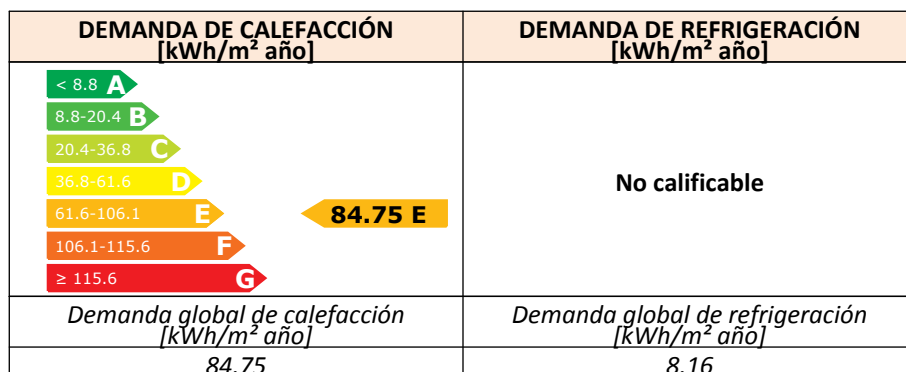 DEMANDA DE CALEFACCIÓN
[kWh/m² año]
DEMANDA DE REFRIGERACIÓN
[kWh/m² año]
< 8.8 A
8.8-20.4 B
20.4-36.8 C
36.8-61.6 D
61.6-106.1 E
84.75 E
106.1-115.6 F
≥ 115.6 G
No calificable
Demanda global de calefacción
[kWh/m² año]
Demanda global de refrigeración
[kWh/m² año]
84.75
8.16